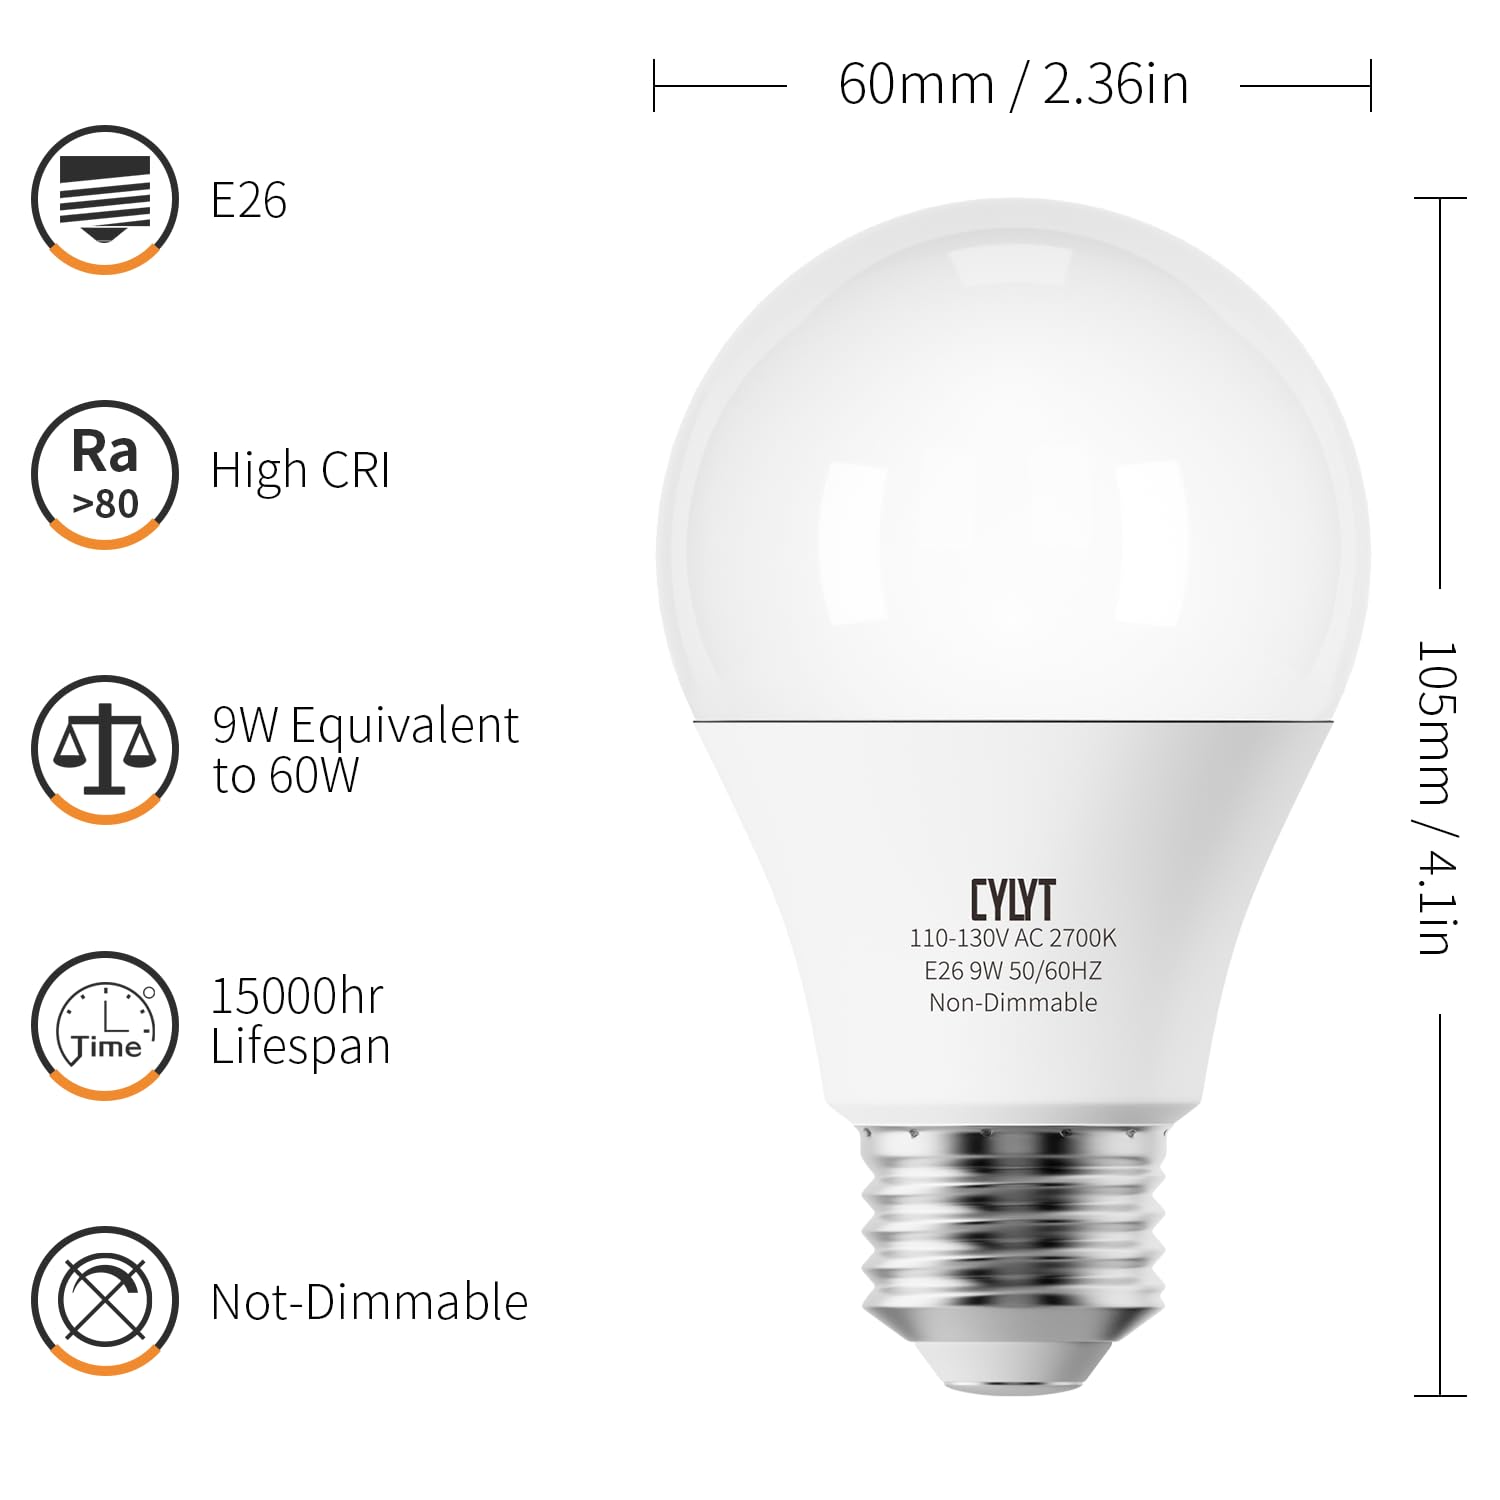 60mm / 2.36in
E26
Ra
>80
High CRI
9W Equivalent
to 60W
Time
15000hr
Lifespan
Not-Dimmable
CYLYT
110-130V AC 2700K
E26 9W 50/60HZ
Non-Dimmable
105mm / 4.1in